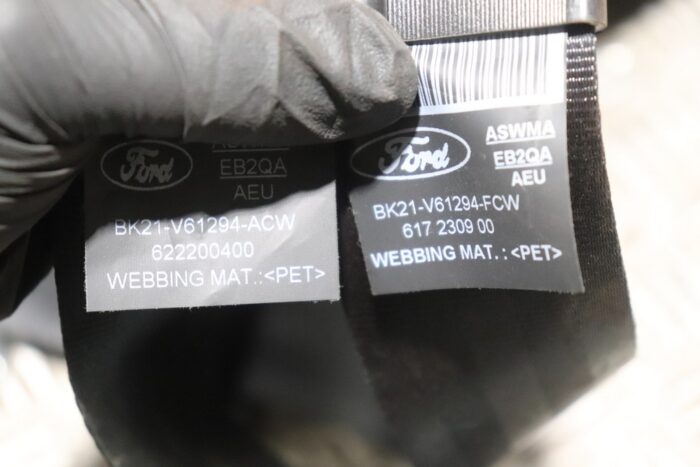 Ford
EB2QA
AEU
BK21-V61294-ACW
622200400
WEBBING MAT.:<PET>
Ford
ASWMA
EB2QA
AEU
BK21-V61294-FCW
617 2309 00
WEBBING MAT.:<PET>